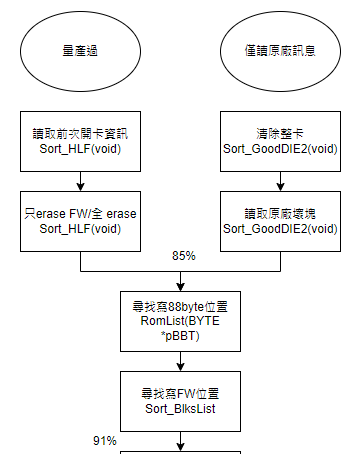 量產過
僅讀原廠訊息
讀取前次開卡資訊
Sort_HLF(void)
清除整卡
Sort_GoodDIE2(void)
只erase FW/全 erase
Sort_HLF(void)
讀取原廠壞塊
Sort_GoodDIE2(void)
85%
尋找寫88byte位置
RomList(BYTE
*pBBT)
尋找寫FW位置
Sort_BlksList
91%